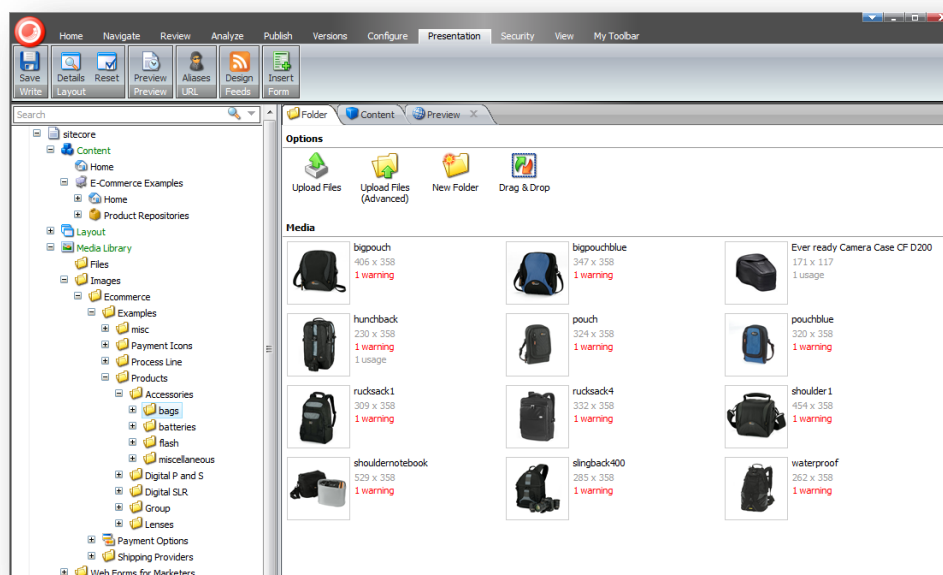 Home Navigate Review Analyze Publish Versions Configure Presentation Security View My Toolbar
Save Details Reset Preview Aliases Design Insert
Write Layout Preview URL Feeds Form
Search
sitecore
Content
Home
E-Commerce Examples
Home
Product Repositories
Layout
Media Library
Files
Images
Ecommerce
Examples
misc
Payment Icons
Process Line
Products
Accessories
bags
batteries
flash
miscellaneous
Digital P and S
Digital SLR
Group
Lenses
Payment Options
Shipping Providers
Web Forms for Marketers
Folder Content Preview
Options
Upload Files
Upload Files
(Advanced)
New Folder
Drag & Drop
Media
bigpouch
406 x 358
1 warning
bigpouchblue
347 x 358
1 warning
Ever ready Camera Case CF D200
171 x 117
1 usage
hunchback
230 x 358
1 warning
1 usage
pouch
324 x 358
1 warning
pouchblue
320 x 358
1 warning
rucksack1
309 x 358
1 warning
rucksack4
332 x 358
1 warning
shoulder1
454 x 358
1 warning
shouldernotebook
529 x 358
1 warning
slingback400
285 x 358
1 warning
waterproof
262 x 358
1 warning